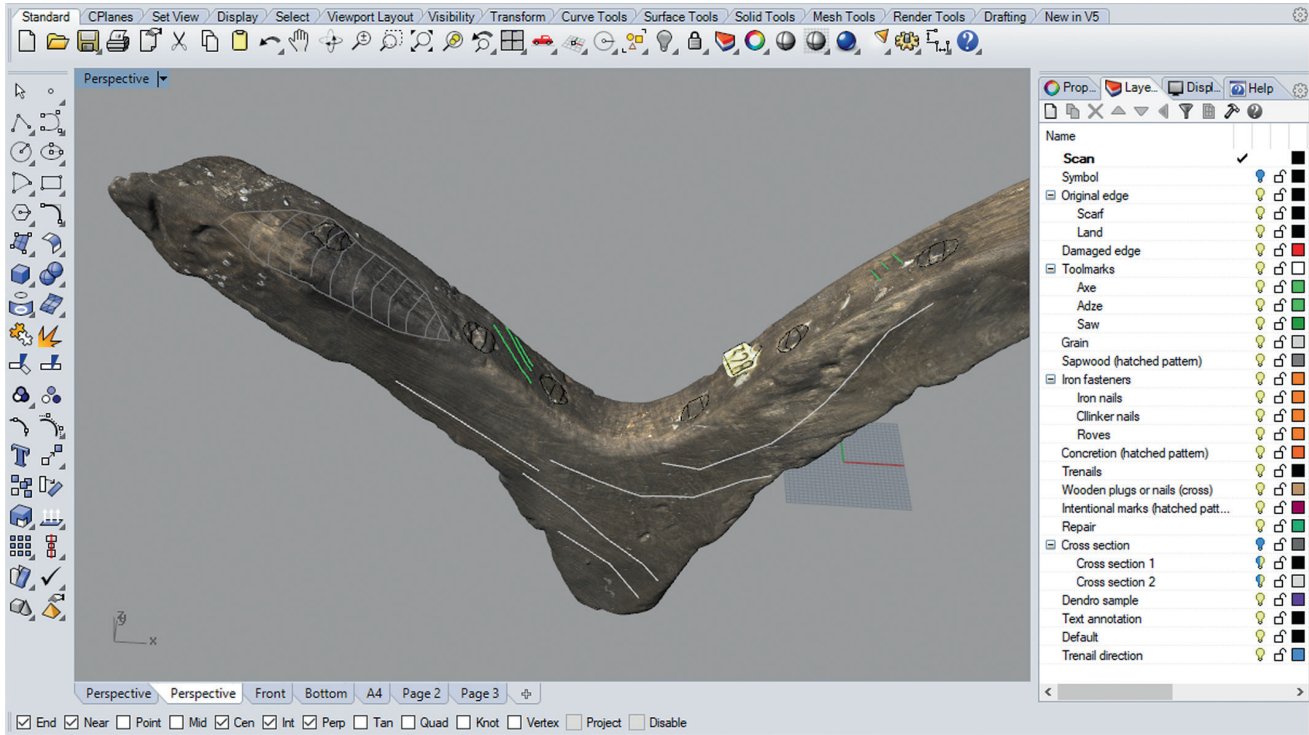 Standard CPlanes Set View Display Select Viewport Layout Visibility Transform Curve Tools Surface Tools Solid Tools Mesh Tools Render Tools Drafting New in V5
Perspective
Prop... Laye... Displ... Help
Name
Scan
Symbol
Original edge
Scarf
Land
Damaged edge
Toolmarks
Axe
Adze
Saw
Grain
Sapwood (hatched pattern)
Iron fasteners
Iron nails
Cllinker nails
Roves
Concretion (hatched pattern)
Trenails
Wooden plugs or nails (cross)
Intentional marks (hatched patt...
Repair
Cross section
Cross section 1
Cross section 2
Dendro sample
Text annotation
Default
Trenail direction
x
Perspective Perspective Front Bottom A4 Page 2 Page 3
End Near Point Mid Cen Int Perp Tan Quad Knot Vertex Project Disable